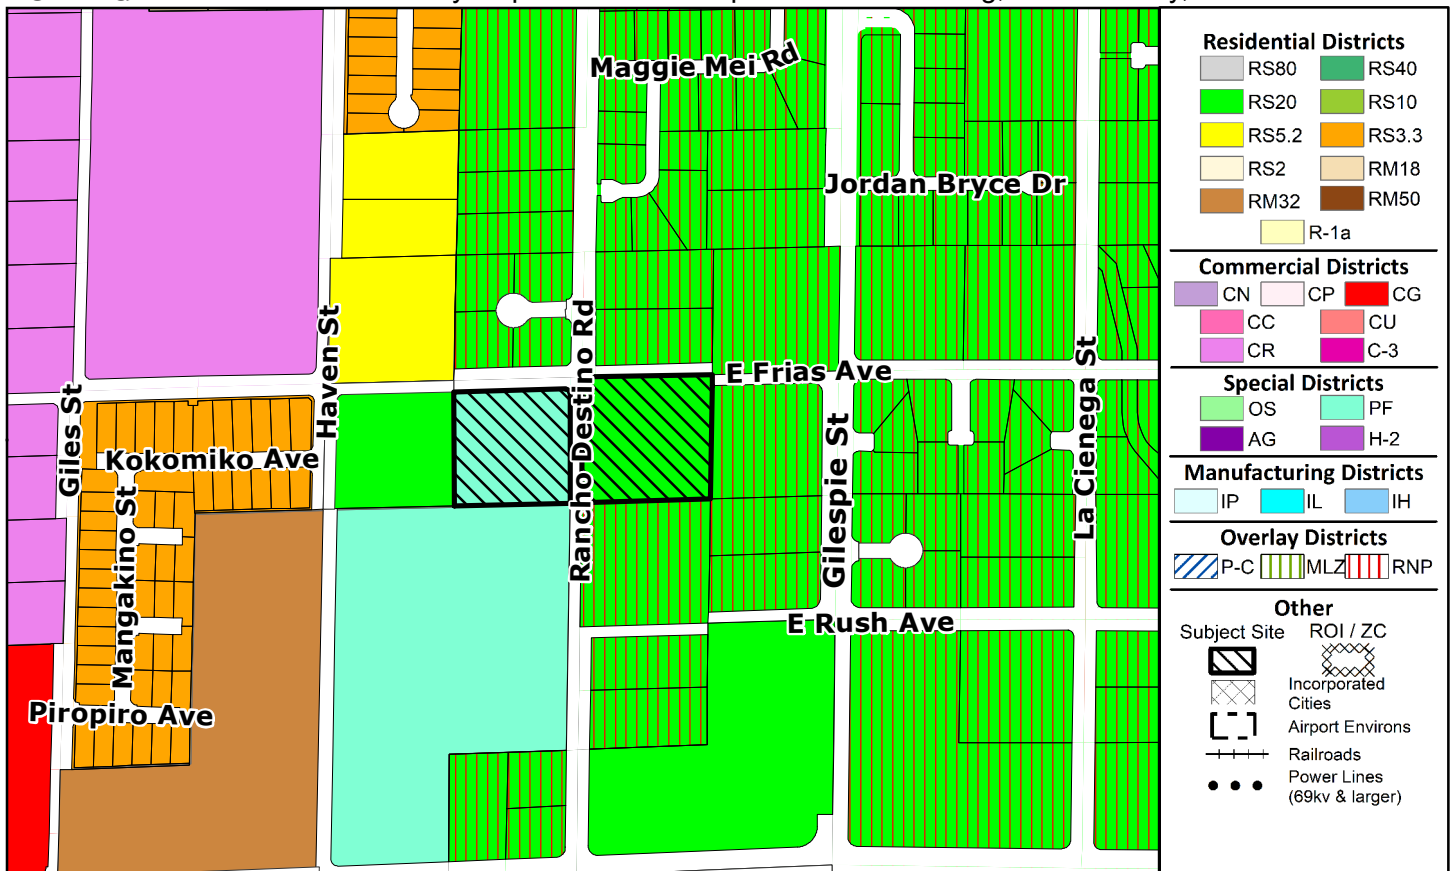 Maggie Mei Rd
Jordan Bryce Dr
Haven St
Rancho Destino Rd
E Frias Ave
La Cienega St
Giles St
Kokomiko Ave
Gilespie St
Mangakino St
E Rush Ave
Piropiro Ave
Residential Districts
RS80 RS40
RS20 RS10
RS5.2 RS3.3
RS2 RM18
RM32 RM50
R-1a
Commercial Districts
CN CP CG
CC CU
CR C-3
Special Districts
OS PF
AG H-2
Manufacturing Districts
IP IL IH
Overlay Districts
P-C MLZ RNP
Other
Subject Site ROI / ZC
Incorporated
Cities
Airport Environs
Railroads
Power Lines
(69kv & larger)